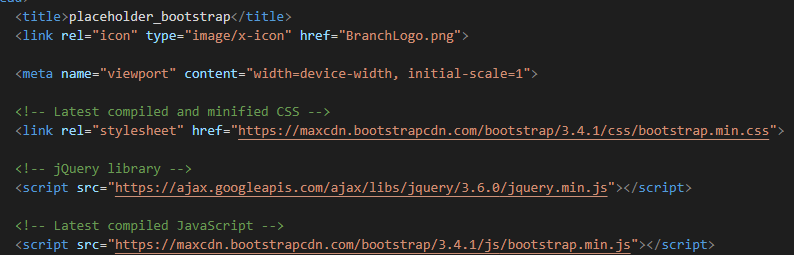 <title>placeholder_bootstrap</title>
<link rel="icon" type="image/x-icon" href="BranchLogo.png">
<meta name="viewport" content="width=device-width, initial-scale=1">
<!-- Latest compiled and minified CSS -->
<link rel="stylesheet" href="https://maxcdn.bootstrapcdn.com/bootstrap/3.4.1/css/bootstrap.min.css">
<!-- jQuery library -->
<script src="https://ajax.googleapis.com/ajax/libs/jquery/3.6.0/jquery.min.js"></script>
<!-- Latest compiled JavaScript -->
<script src="https://maxcdn.bootstrapcdn.com/bootstrap/3.4.1/js/bootstrap.min.js"></script>